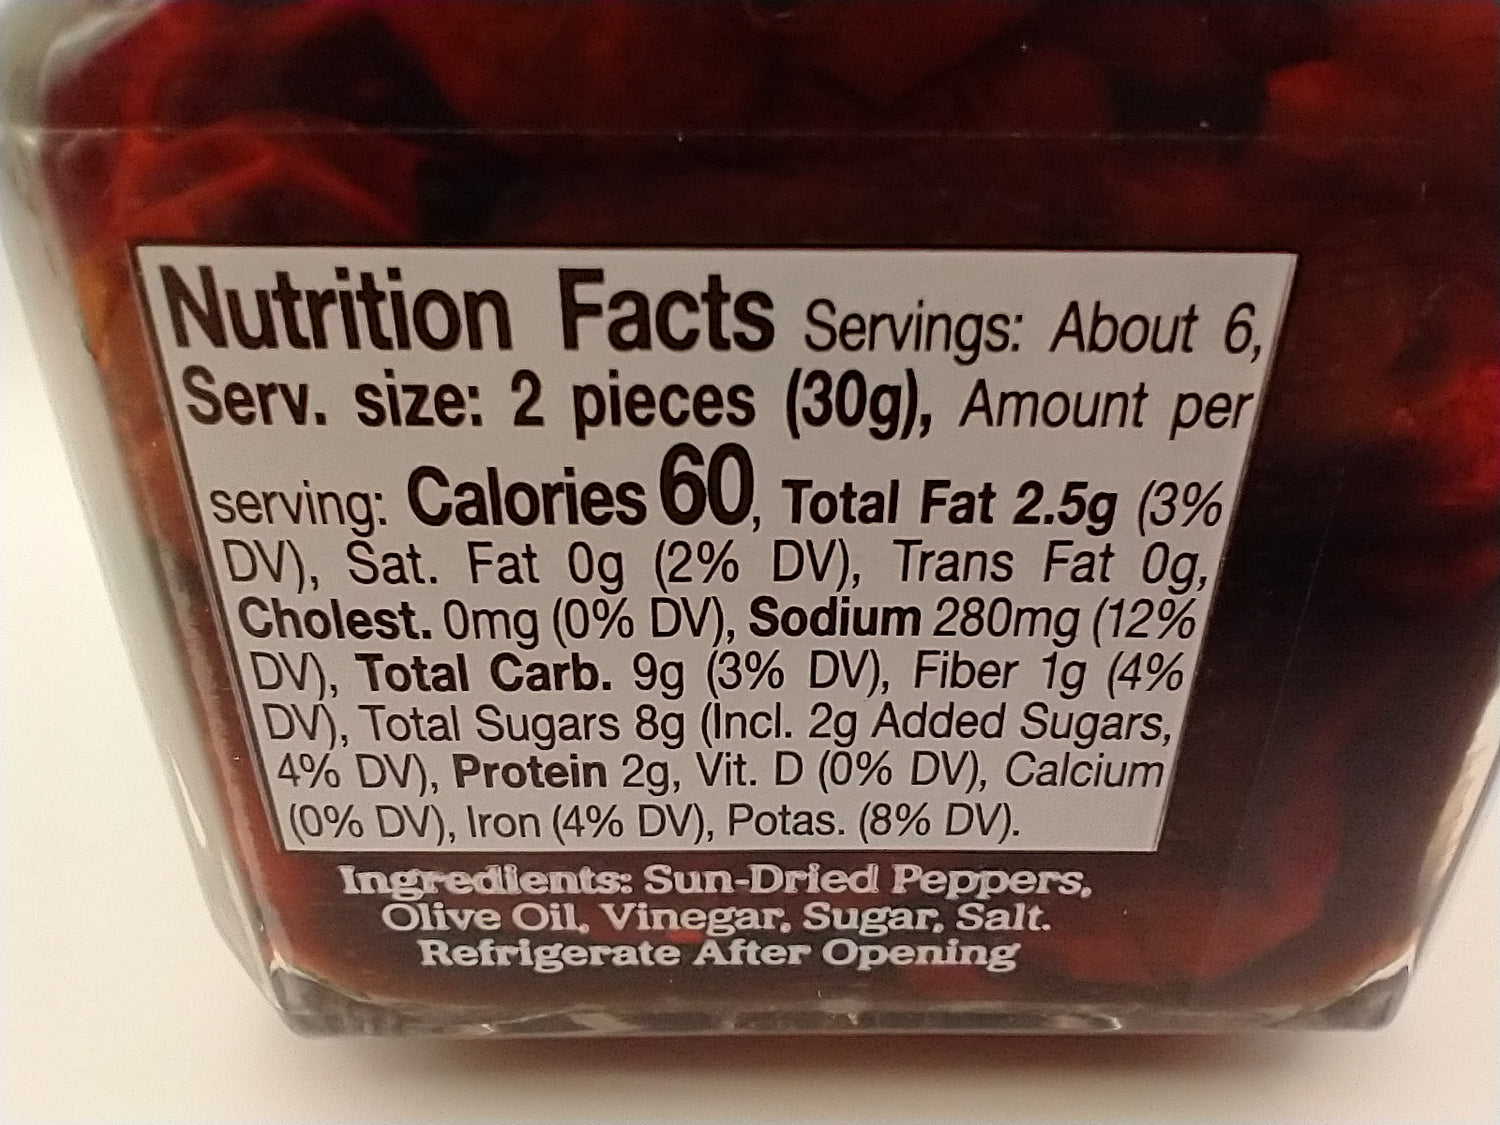 Nutrition Facts Servings: About 6,
Serv. size: 2 pieces (30g), Amount per
serving: Calories 60, Total Fat 2.5g (3%
DV), Sat. Fat 0g (2% DV), Trans Fat 0g,
Cholest. 0mg (0% DV), Sodium 280mg (12%
DV), Total Carb. 9g (3% DV), Fiber 1g (4%
DV), Total Sugars 8g (Incl. 2g Added Sugars,
4% DV), Protein 2g, Vit. D (0% DV), Calcium
(0% DV), Iron (4% DV), Potas. (8% DV).
Ingredients: Sun-Dried Peppers,
Olive Oil, Vinegar, Sugar, Salt.
Refrigerate After Opening